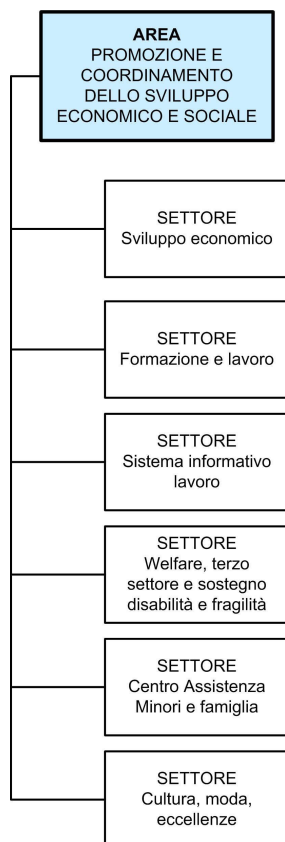 AREA
PROMOZIONE E
COORDINAMENTO
DELLO SVILUPPO
ECONOMICO E SOCIALE
SETTORE
Sviluppo economico
SETTORE
Formazione e lavoro
SETTORE
Sistema informativo
lavoro
SETTORE
Welfare, terzo
settore e sostegno
disabilità e fragilità
SETTORE
Centro Assistenza
Minori e famiglia
SETTORE
Cultura, moda,
eccellenze